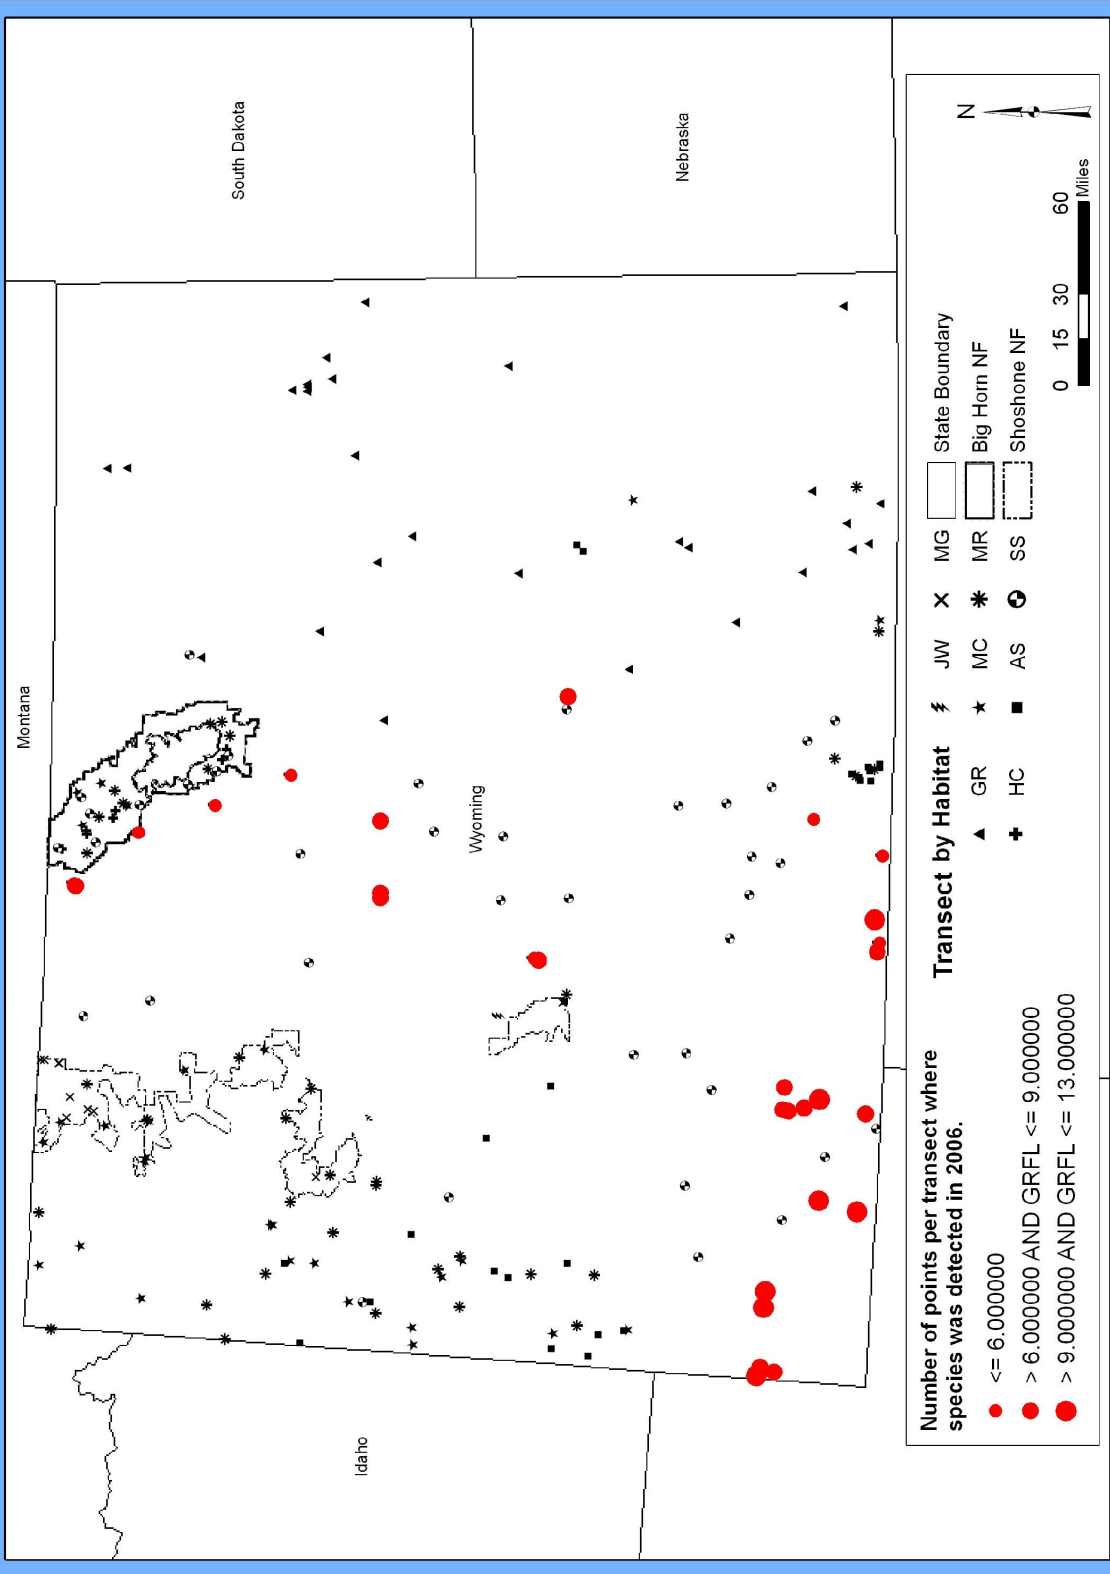 Montana
South Dakota
Wyoming
Nebraska
Idaho
Number of points per transect where
species was detected in 2006.
<= 6.000000
> 6.000000 AND GRFL <= 9.000000
> 9.000000 AND GRFL <= 13.000000
Transect by Habitat
GR
JW
MG
State Boundary
HC
MC
MR
Big Horn NF
AS
SS
Shoshone NF
N
0 15 30 60
Miles